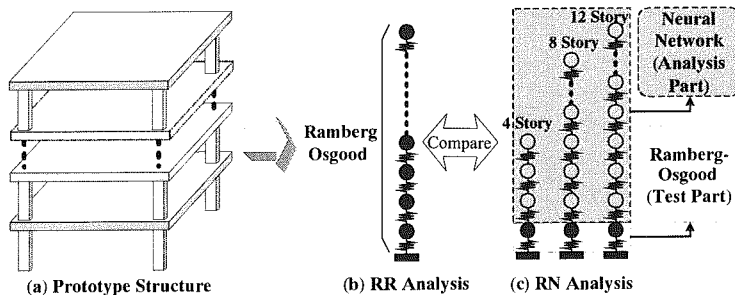 12 Story
8 Story
4 Story
Neural
Network
(Analysis
Part)
Ramberg
Osgood
Compare
Ramberg-
Osgood
(Test Part)
(a) Prototype Structure
(b) RR Analysis
(c) RN Analysis